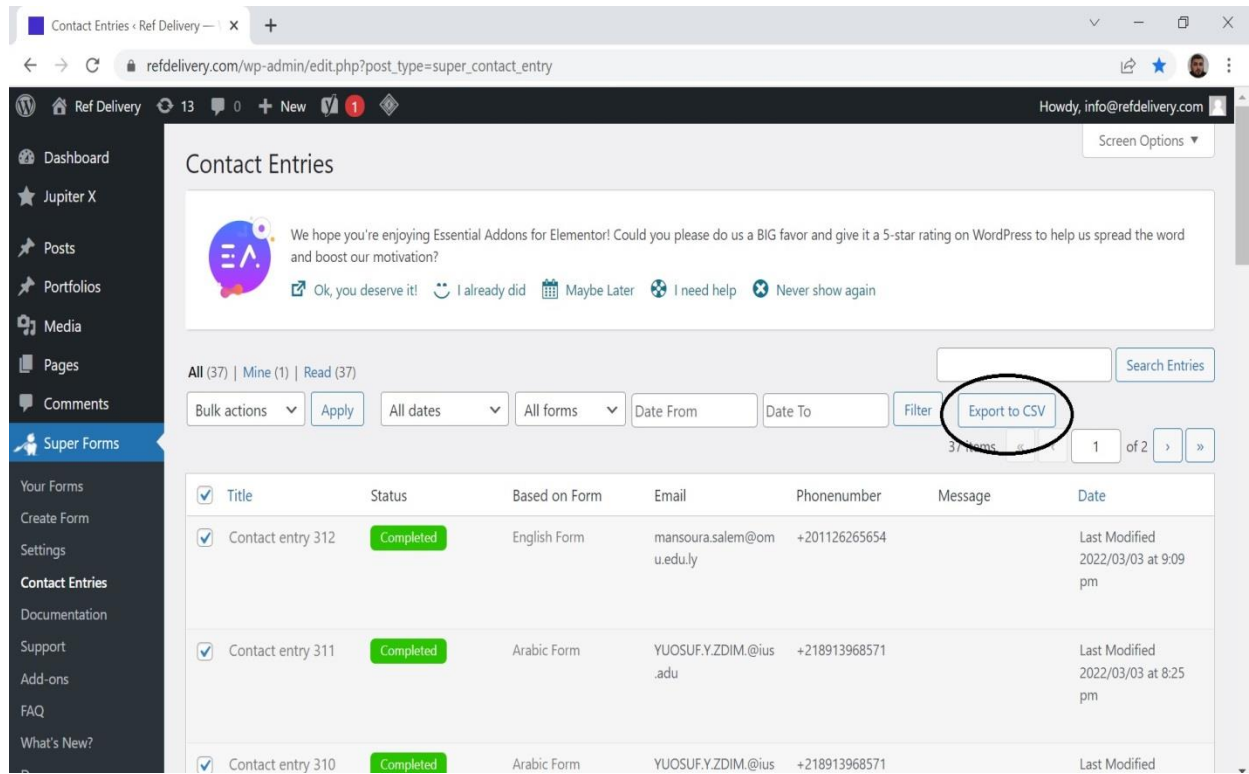 Contact Entries ‹ Ref Delivery —
refdelivery.com/wp-admin/edit.php?post_type=super_contact_entry
Ref Delivery 13 0 + New 1 Howdy, info@refdelivery.com
Screen Options ▼
Dashboard
Jupiter X
Posts
Portfolios
Media
Pages
Comments
Super Forms
Your Forms
Create Form
Settings
Contact Entries
Documentation
Support
Add-ons
FAQ
What's New?
Contact Entries
We hope you're enjoying Essential Addons for Elementor! Could you please do us a BIG favor and give it a 5-star rating on WordPress to help us spread the word
and boost our motivation?
Ok, you deserve it! I already did Maybe Later I need help Never show again
All (37) | Mine (1) | Read (37)
Search Entries
Bulk actions Apply All dates All forms Date From Date To Filter Export to CSV
37 items « ‹ 1 of 2 › »
Title Status Based on Form Email Phonenumber Message Date
Contact entry 312 Completed English Form mansoura.salem@om +201126265654 Last Modified
u.edu.ly 2022/03/03 at 9:09
pm
Contact entry 311 Completed Arabic Form YUOSUF.Y.ZDIM.@ius +218913968571 Last Modified
.adu 2022/03/03 at 8:25
pm
Contact entry 310 Completed Arabic Form YUOSUF.Y.ZDIM.@ius +218913968571 Last Modified